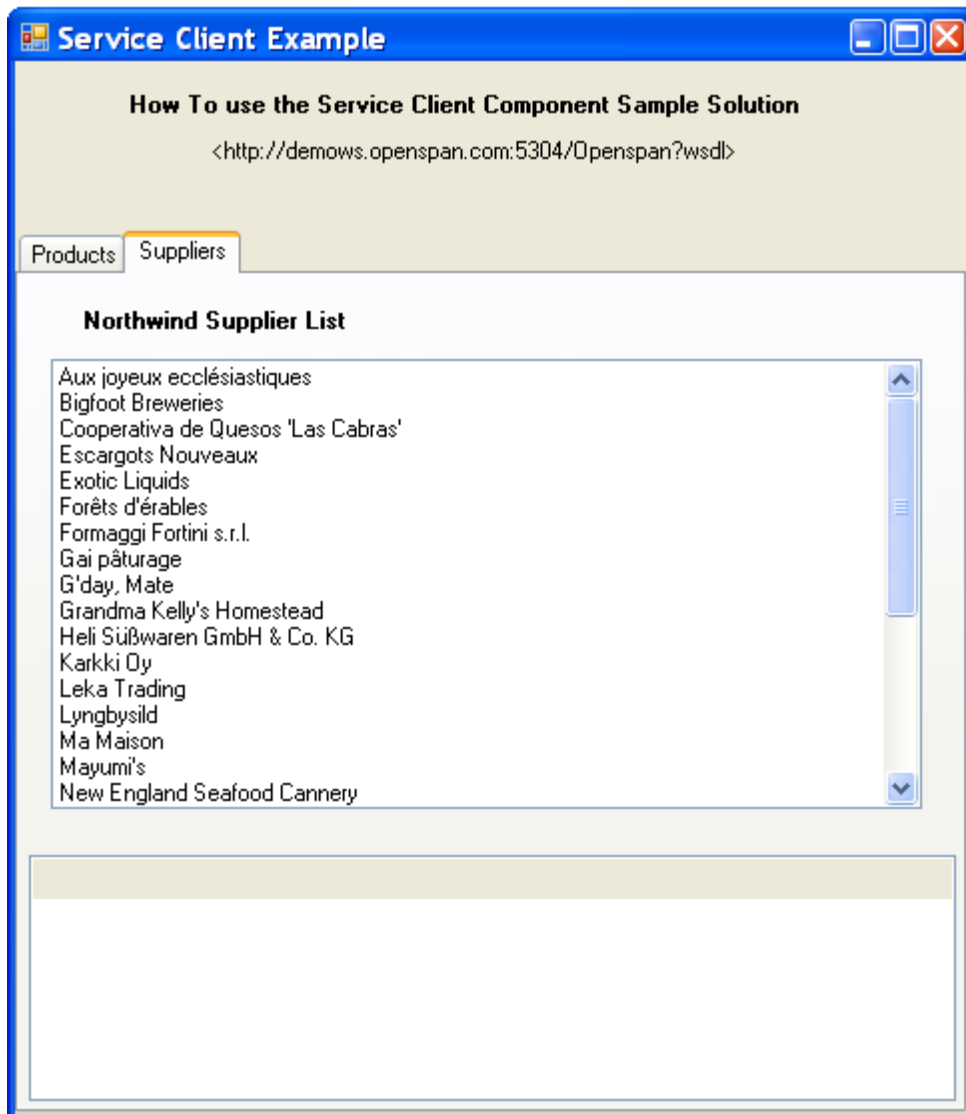 Service Client Example
How To use the Service Client Component Sample Solution
<http://demows.openspan.com:5304/Openspan?wsdl>
Products
Suppliers
Northwind Supplier List
Aux joyeux ecclésiastiques
Bigfoot Breweries
Cooperativa de Quesos 'Las Cabras'
Escargots Nouveaux
Exotic Liquids
Forêts d'érables
Formaggi Fortini s.r.l.
Gai pâturage
G'day, Mate
Grandma Kelly's Homestead
Heli Süßwaren GmbH & Co. KG
Karkki Oy
Leka Trading
Lyngbysild
Ma Maison
Mayumi's
New England Seafood Cannery